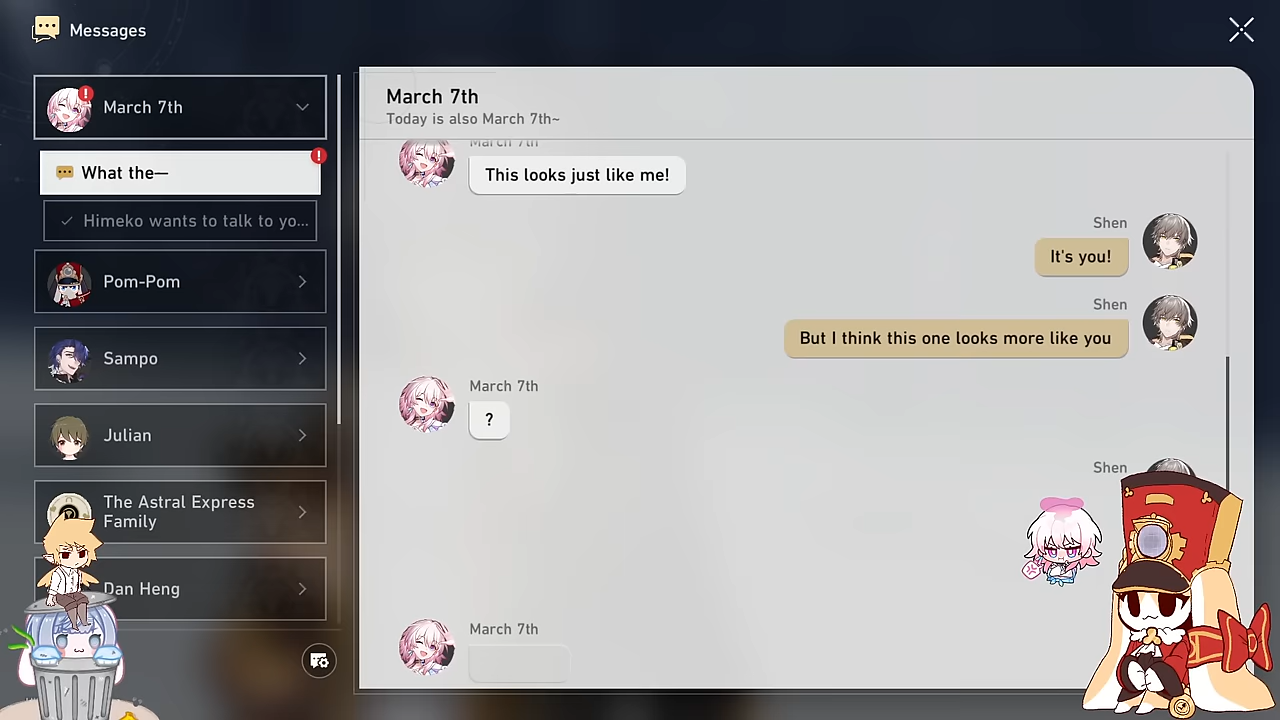 Messages
March 7th
What the—
Himeko wants to talk to yo...
Pom-Pom
Sampo
Julian
The Astral Express
Family
Dan Heng
March 7th
Today is also March 7th~
March 7th
This looks just like me!
Shen
It's you!
Shen
But I think this one looks more like you
March 7th
?
Shen
March 7th